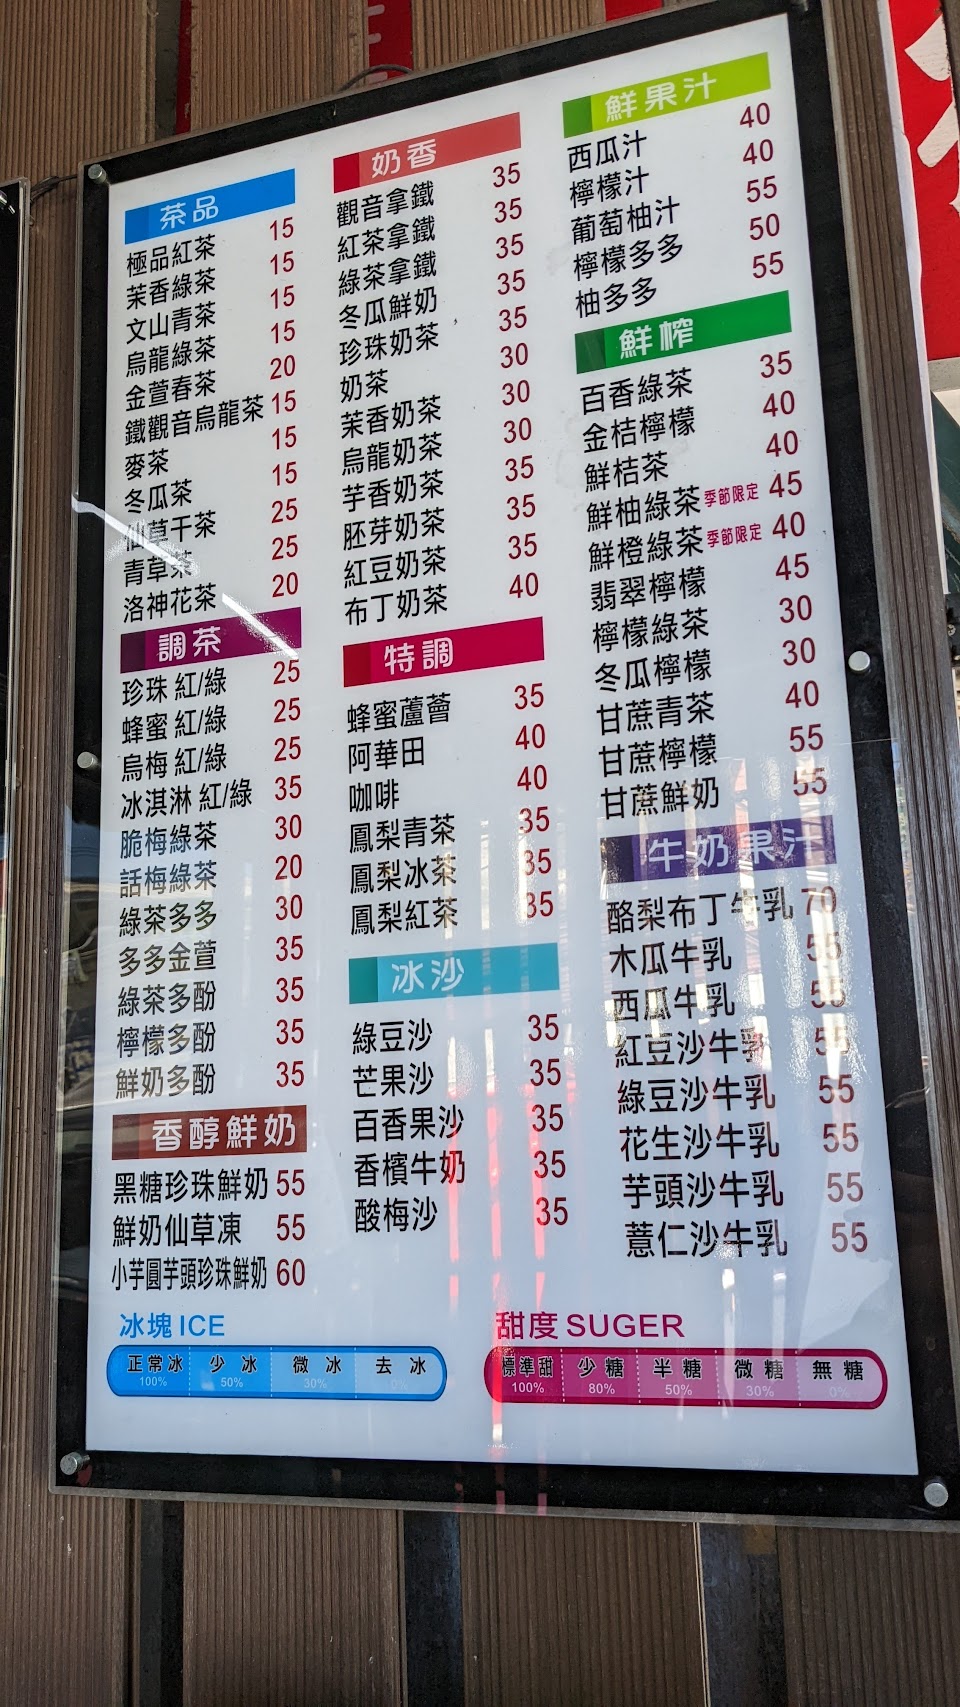 茶品
極品紅茶 15
茉香綠茶 15
文山青茶 15
烏龍綠茶 15
金萱春茶 20
鐵觀音烏龍茶 15
麥茶 15
冬瓜茶 15
仙草干茶 25
青草茶 25
洛神花茶 20
調茶
珍珠 紅/綠 25
蜂蜜 紅/綠 25
烏梅 紅/綠 25
冰淇淋 紅/綠 35
脆梅綠茶 30
話梅綠茶 20
綠茶多多 30
多多金萱 35
綠茶多酚 35
檸檬多酚 35
鮮奶多酚 35
香醇鮮奶
黑糖珍珠鮮奶 55
鮮奶仙草凍 55
小芋圓芋頭珍珠鮮奶 60
奶香
觀音拿鐵 35
紅茶拿鐵 35
綠茶拿鐵 35
冬瓜鮮奶 35
珍珠奶茶 35
奶茶 30
茉香奶茶 30
烏龍奶茶 30
芋香奶茶 35
胚芽奶茶 35
紅豆奶茶 35
布丁奶茶 40
特調
蜂蜜蘆薈 35
阿華田 40
咖啡 40
鳳梨青茶 35
鳳梨冰茶 35
鳳梨紅茶 35
冰沙
綠豆沙 35
芒果沙 35
百香果沙 35
香檳牛奶 35
酸梅沙 35
鮮果汁
西瓜汁 40
檸檬汁 40
葡萄柚汁 55
檸檬多多 50
柚多多 55
鮮榨
百香綠茶 35
金桔檸檬 40
鮮桔茶 40
鮮柚綠茶 季節限定 45
鮮橙綠茶 季節限定 40
翡翠檸檬 45
檸檬綠茶 30
冬瓜檸檬 30
甘蔗青茶 40
甘蔗檸檬 55
甘蔗鮮奶 55
牛奶果汁
酪梨布丁牛乳 70
木瓜牛乳 55
西瓜牛乳 55
紅豆沙牛乳 55
綠豆沙牛乳 55
花生沙牛乳 55
芋頭沙牛乳 55
薏仁沙牛乳 55
冰塊 ICE
正常冰 少冰 微冰 去冰
100% 50% 30% 0%
甜度 SUGER
標準甜 少糖 半糖 微糖 無糖
100% 80% 50% 30% 0%